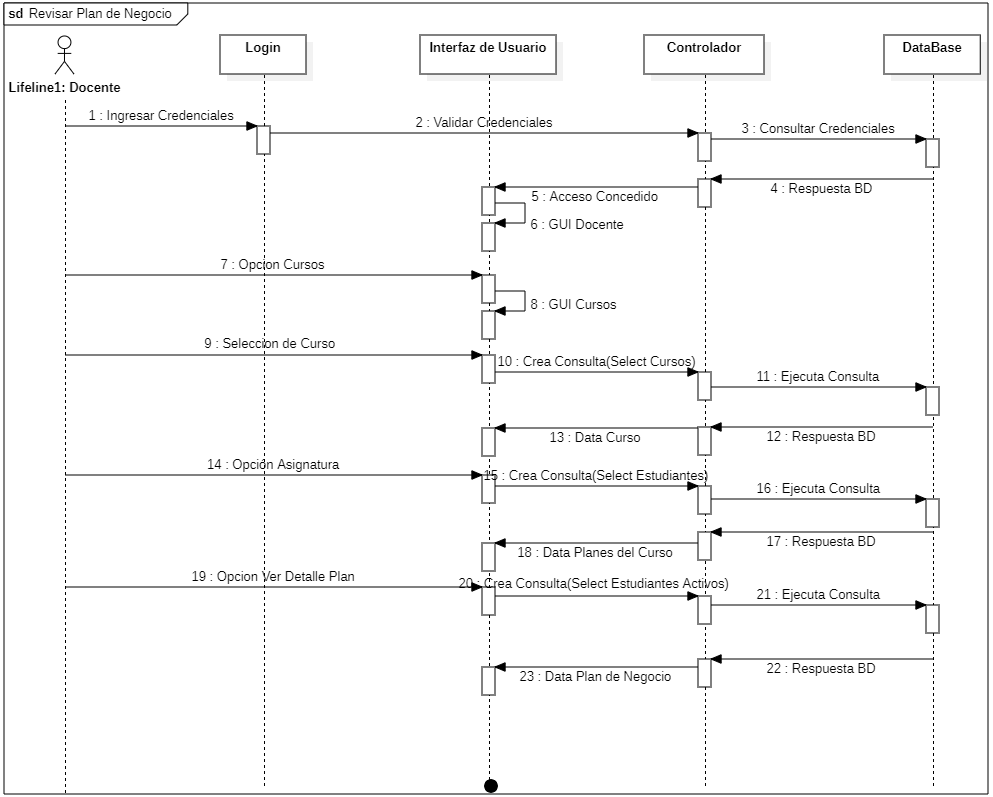 sd Revisar Plan de Negocio
Login
Interfaz de Usuario
Controlador
DataBase
Lifeline1: Docente
1 : Ingresar Credenciales
2 : Validar Credenciales
3 : Consultar Credenciales
4 : Respuesta BD
5 : Acceso Concedido
6 : GUI Docente
7 : Opcion Cursos
8 : GUI Cursos
9 : Seleccion de Curso
10 : Crea Consulta(Select Cursos)
11 : Ejecuta Consulta
12 : Respuesta BD
13 : Data Curso
14 : Opción Asignatura
15 : Crea Consulta(Select Estudiantes)
16 : Ejecuta Consulta
17 : Respuesta BD
18 : Data Planes del Curso
19 : Opcion Ver Detalle Plan
20 : Crea Consulta(Select Estudiantes Activos)
21 : Ejecuta Consulta
22 : Respuesta BD
23 : Data Plan de Negocio